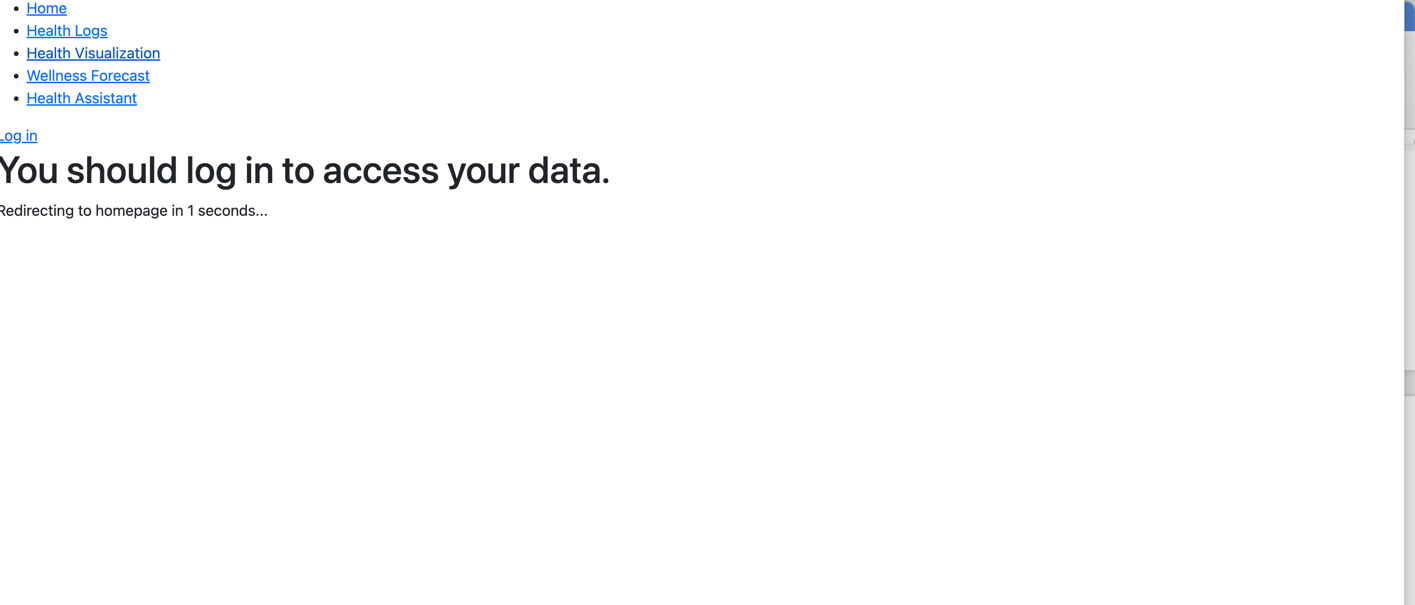 Home
Health Logs
Health Visualization
Wellness Forecast
Health Assistant
Log in
You should log in to access your data.
Redirecting to homepage in 1 seconds...